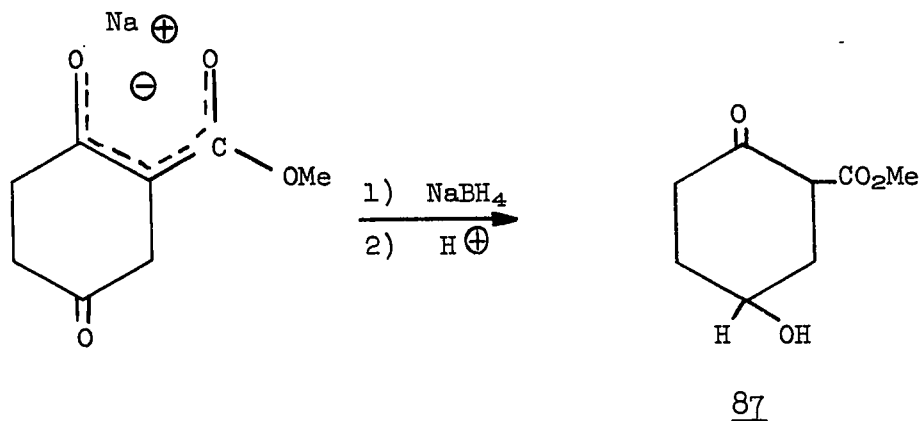 Na ⊕
O
O
⊖
C
OMe
O
1) NaBH₄
2) H ⊕
O
CO₂Me
H
OH
87